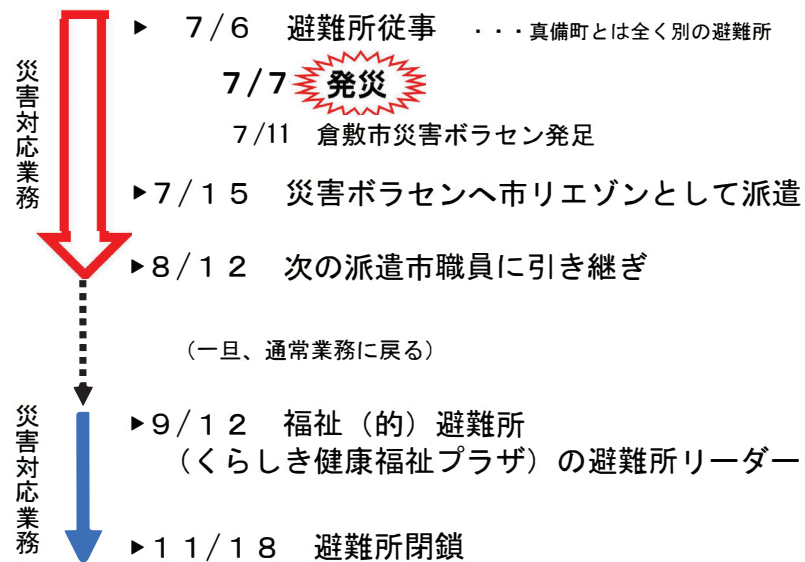 ▶ 7/6 避難所従事 ・・・真備町とは全く別の避難所
7/7 発災
7/11 倉敷市災害ボラセン発足
▶7/15 災害ボラセンへ市リエゾンとして派遣
▶8/12 次の派遣市職員に引き継ぎ
(一旦、通常業務に戻る)
▶9/12 福祉(的)避難所
(くらしき健康福祉プラザ)の避難所リーダー
▶11/18 避難所閉鎖
災害対応業務
災害対応業務